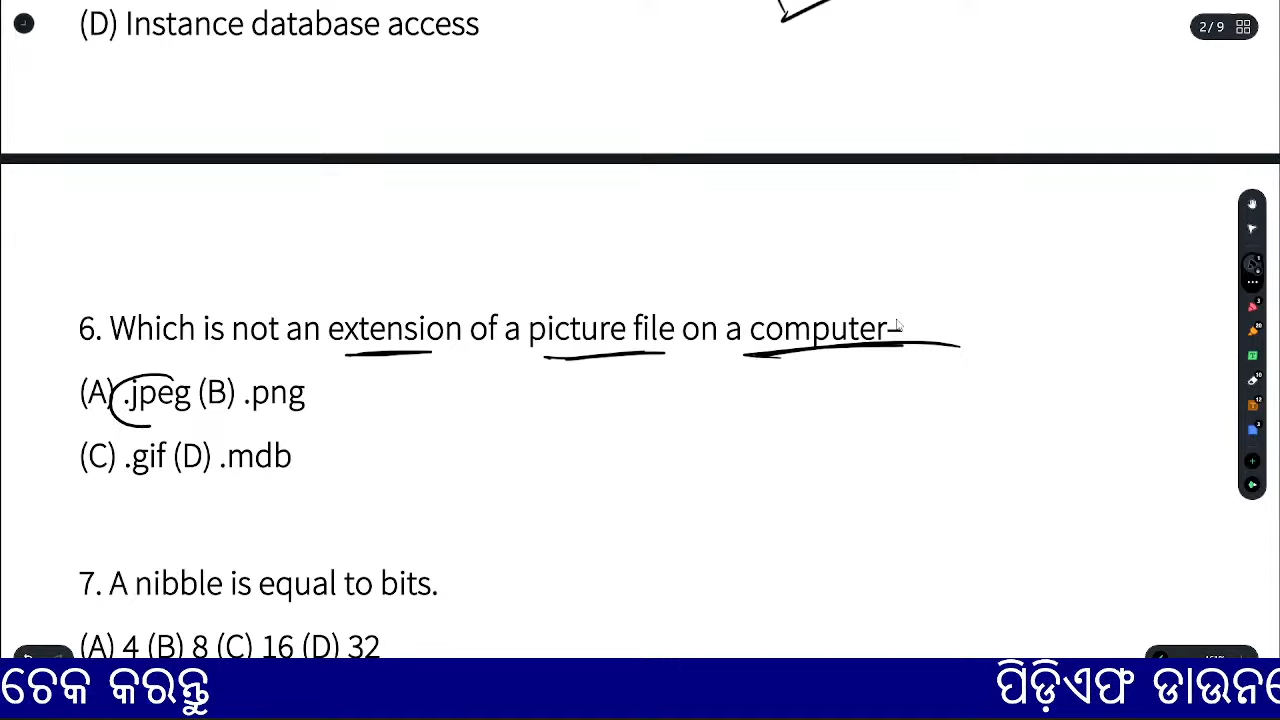 (D) Instance database access
2/9
6. Which is not an extension of a picture file on a computer–
(A) .jpeg (B) .png
(C) .gif (D) .mdb
7. A nibble is equal to bits.
(A) 4 (B) 8 (C) 16 (D) 32
ଚେକ କରନ୍ତୁ ପିଡ଼ିଏଫ ଡାଉନ